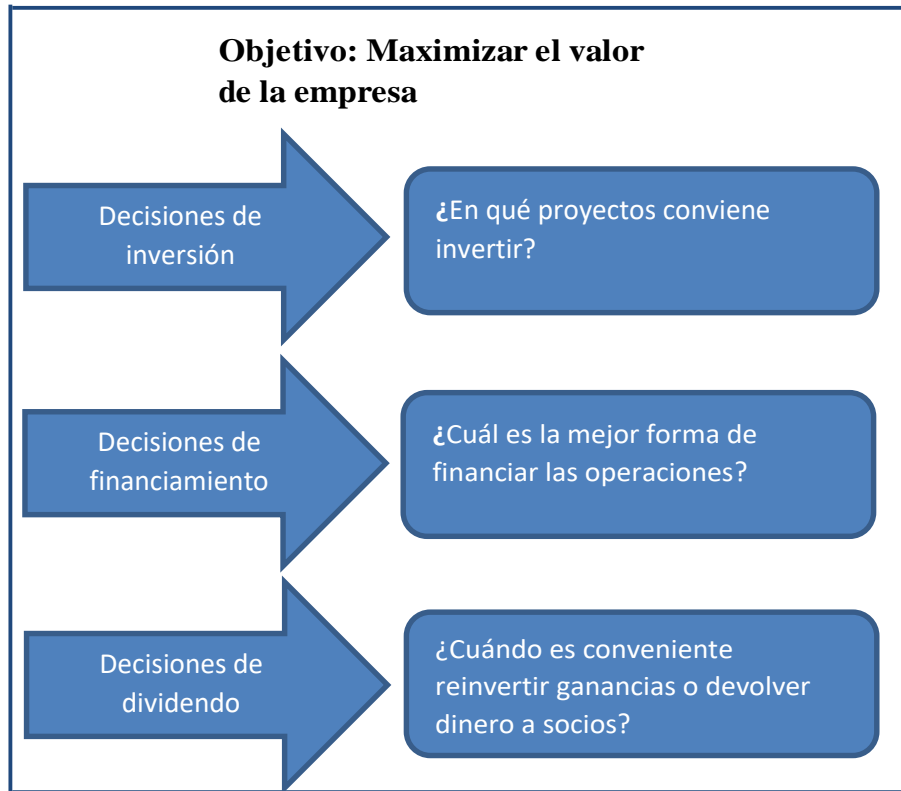 Objetivo: Maximizar el valor
de la empresa
Decisiones de
inversión
¿En qué proyectos conviene
invertir?
Decisiones de
financiamiento
¿Cuál es la mejor forma de
financiar las operaciones?
Decisiones de
dividendo
¿Cuándo es conveniente
reinvertir ganancias o devolver
dinero a socios?